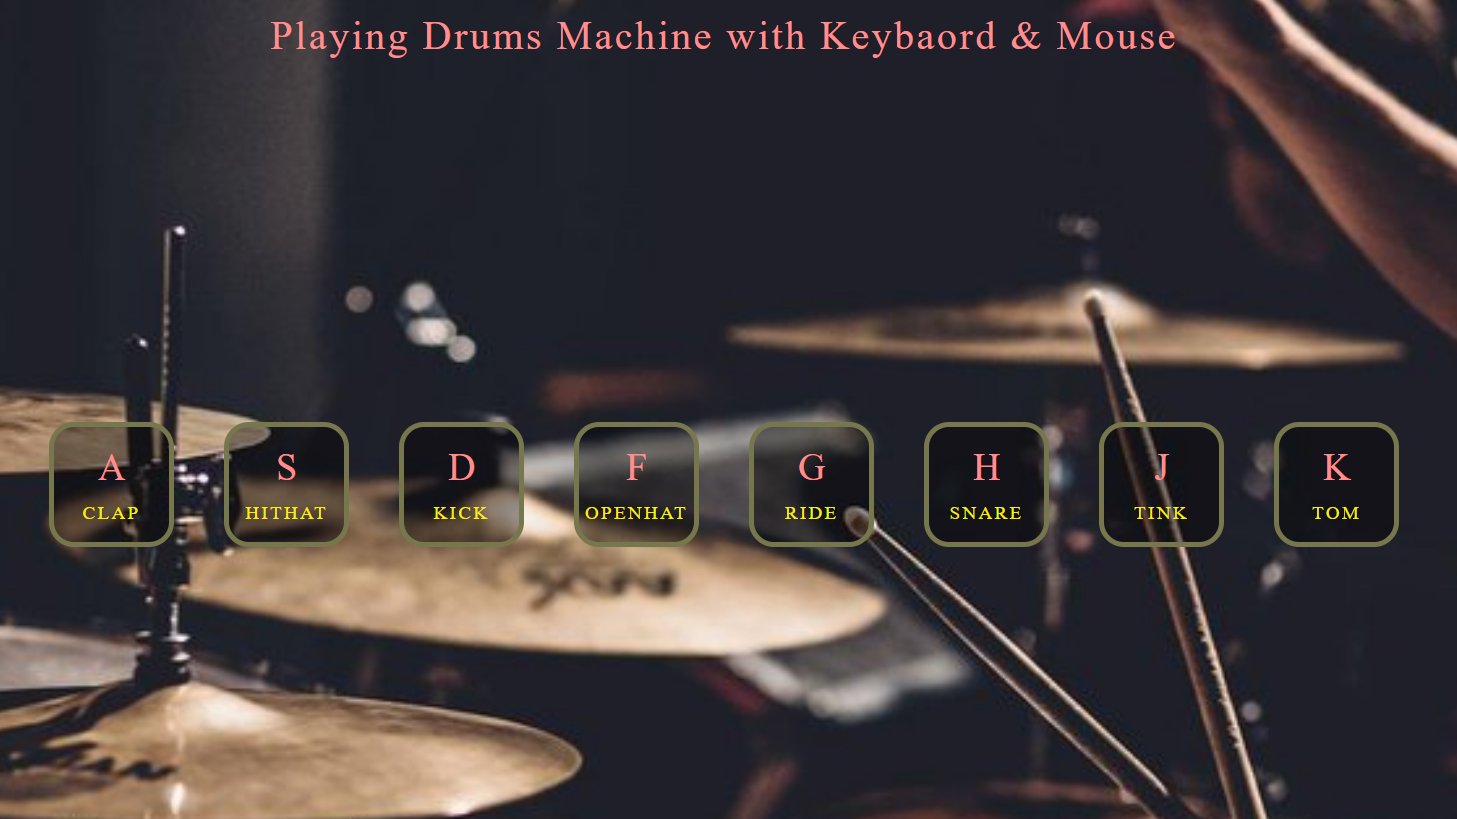 Playing Drums Machine with Keybaord & Mouse
A S D F G H J K
CLAP HITHAT KICK OPENHAT RIDE SNARE TINK TOM